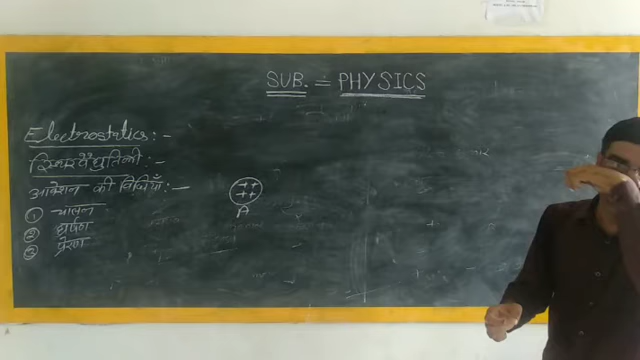 SUB. = PHYSICS
Electrostatics:-
स्थिर वैद्युतिकी :-
आवेशन की विधियाँ :-
① चालन
② घर्षण
③ प्रेरण
++
++
A